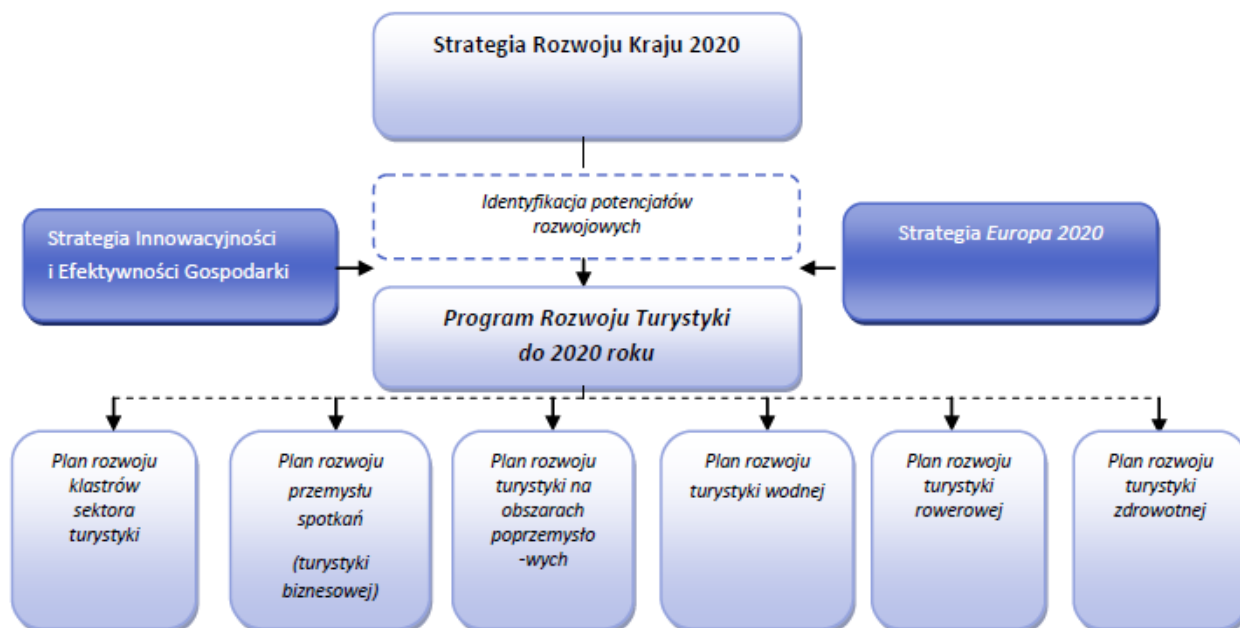 Strategia Rozwoju Kraju 2020
Identyfikacja potencjałów
rozwojowych
Strategia Innowacyjności
i Efektywności Gospodarki
Strategia Europa 2020
Program Rozwoju Turystyki
do 2020 roku
Plan rozwoju
klastrów
sektora
turystyki
Plan rozwoju
przemysłu
spotkań
(turystyki
biznesowej)
Plan rozwoju
turystyki na
obszarach
poprzemysło
-wych
Plan rozwoju
turystyki wodnej
Plan rozwoju
turystyki
rowerowej
Plan rozwoju
turystyki
zdrowotnej